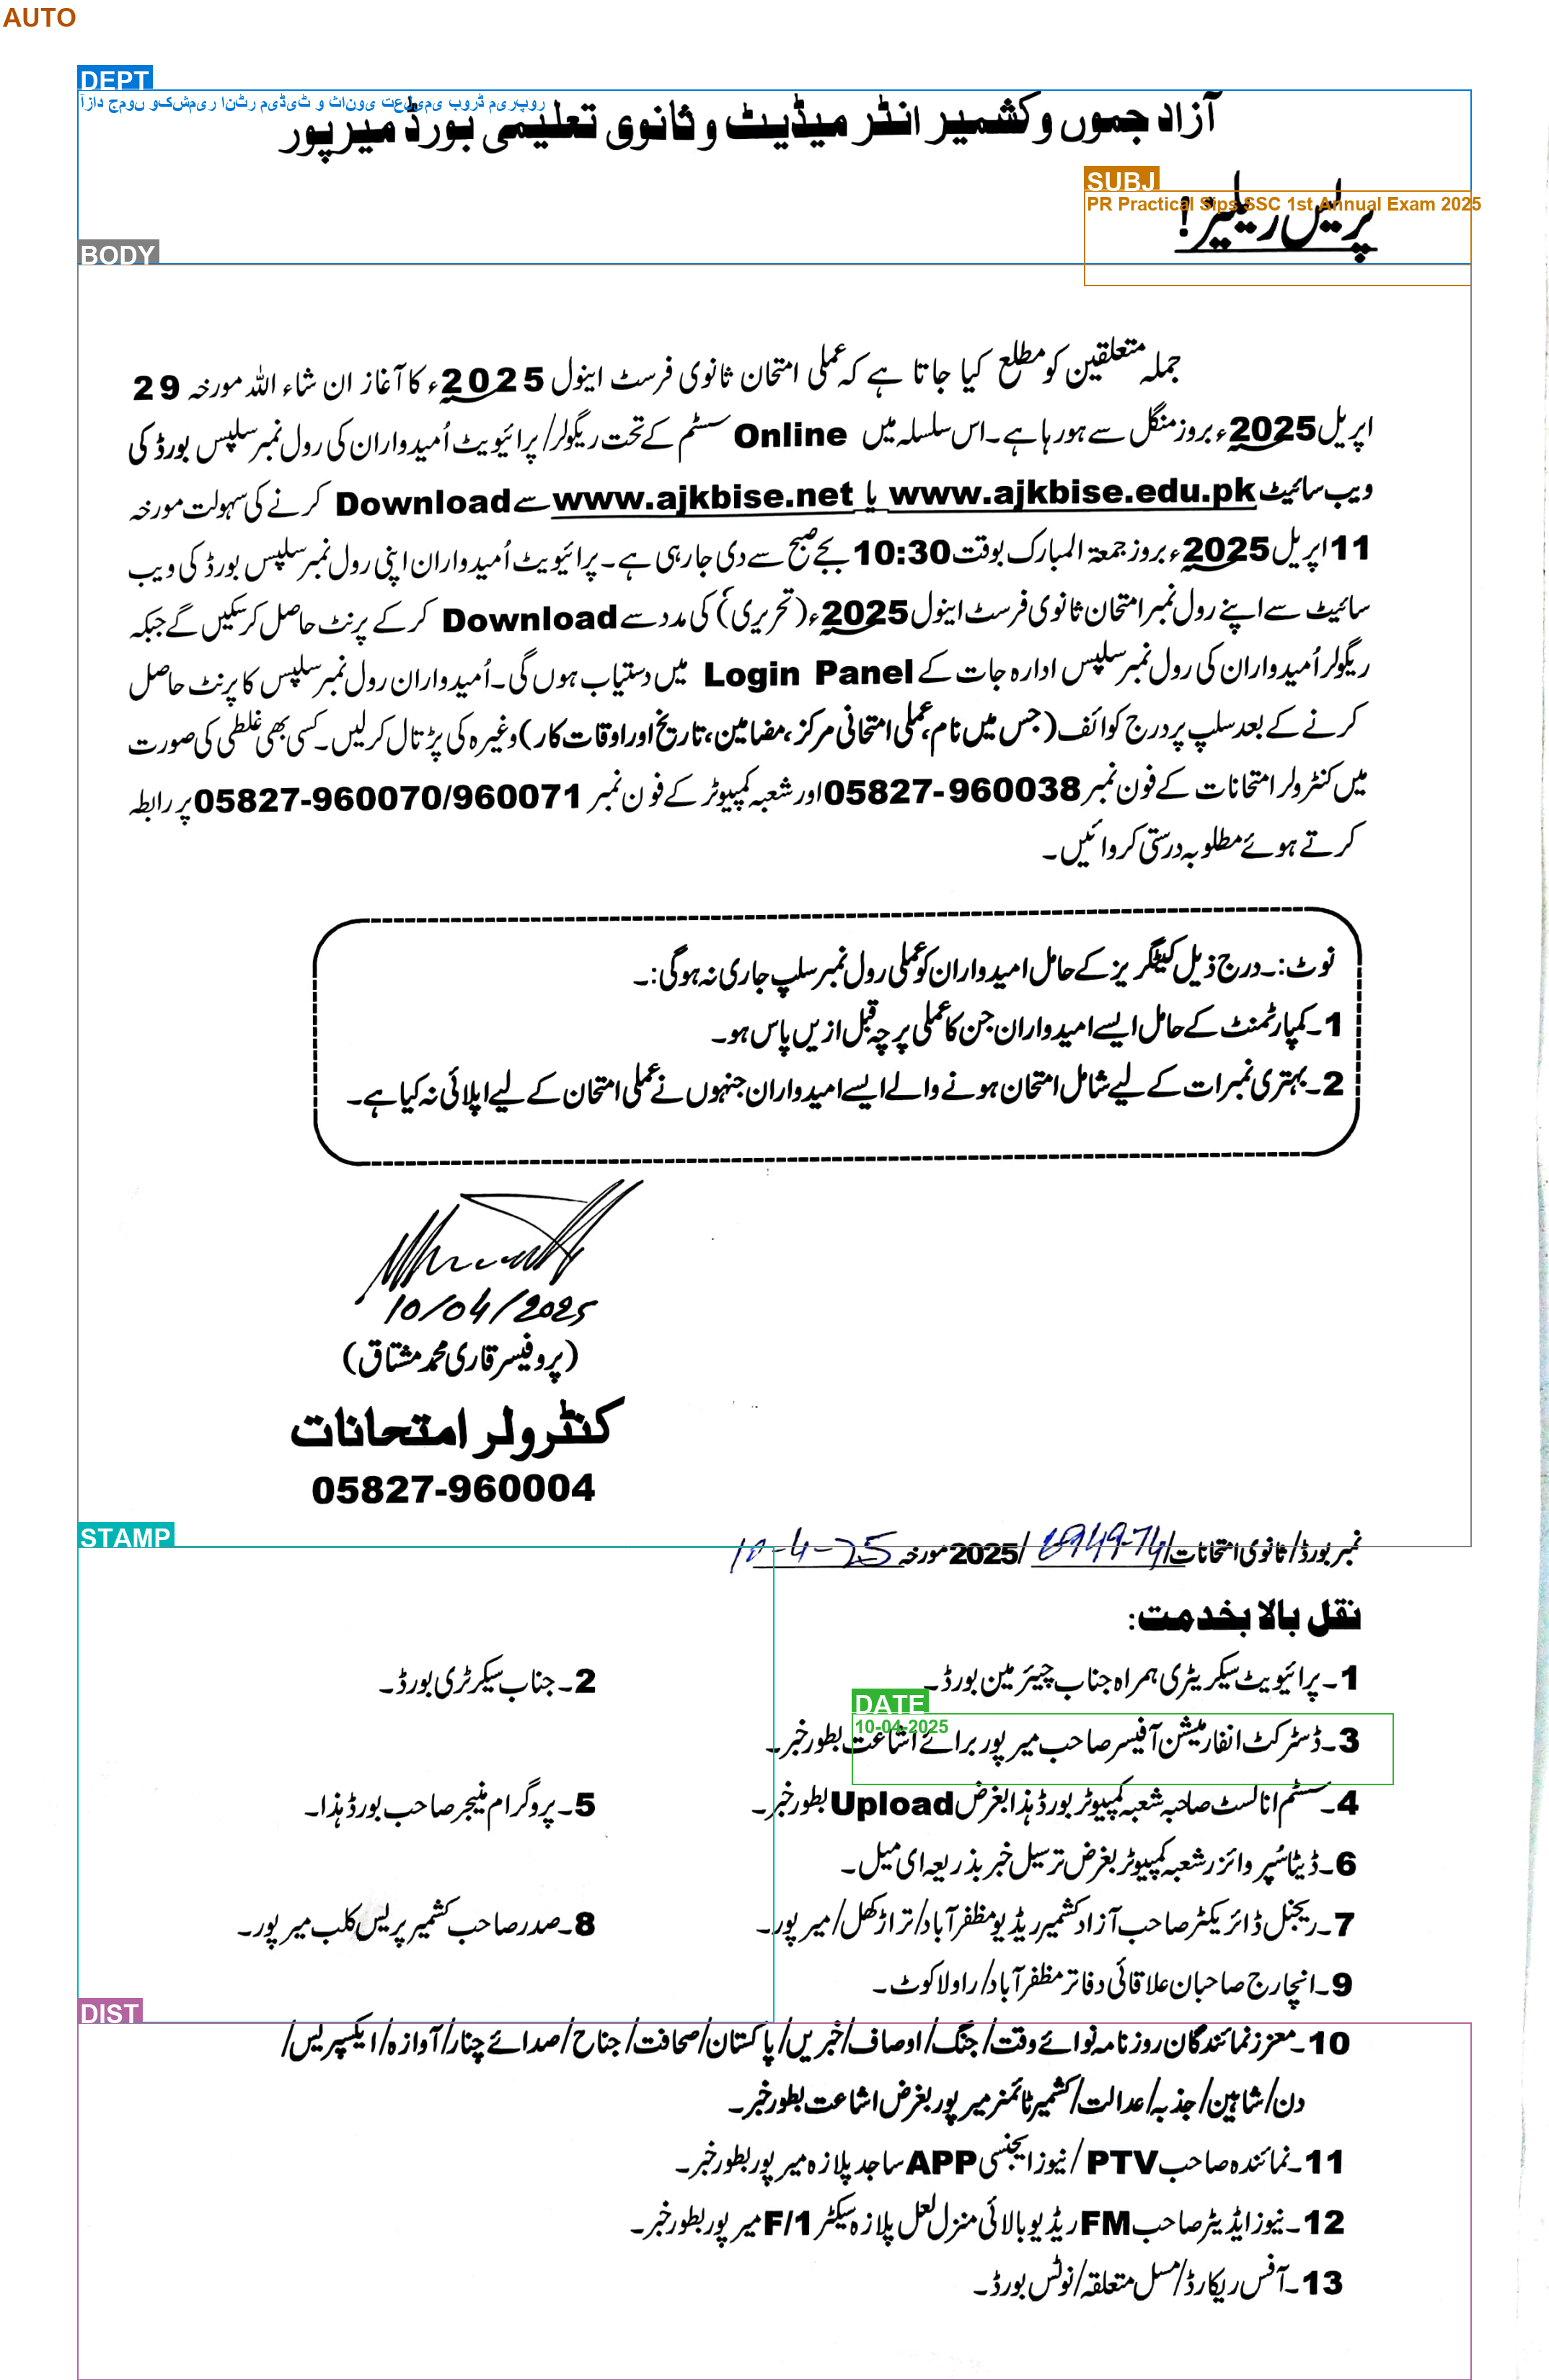 AUTO
DEPT
آزاد جموں وکشمیر انٹر میڈیٹ و ثانوی تعلیمی بورڈ میرپور
آزاد جموں وکشمیر انٹر میڈیٹ و ثانوی تعلیمی بورڈ میرپور
SUBJ
PR Practical Sips SSC 1st Annual Exam 2025
پریس ریلیز!
BODY
جملہ متعلقین کو مطلع کیا جاتا ہے کہ عملی امتحان ثانوی فرسٹ اینول 2025ء کا آغاز ان شاء اللہ مورخہ 29
اپریل 2025ء بروز منگل سے ہورہا ہے۔اس سلسلہ میں Online سسٹم کے تحت ریگولر/پرائیویٹ اُمیدواران کی رول نمبر سلپس بورڈ کی
ویب سائیٹ www.ajkbise.edu.pk یا www.ajkbise.net سے Download کرنے کی سہولت مورخہ
11 اپریل 2025ء بروز جمعۃ المبارک بوقت 10:30 بجے صبح سے دی جارہی ہے۔پرائیویٹ اُمیدواران اپنی رول نمبر سلپس بورڈ کی ویب
سائیٹ سے اپنے رول نمبر امتحان ثانوی فرسٹ اینول 2025ء (تحریری) کی مدد سے Download کر کے پرنٹ حاصل کرسکیں گے جبکہ
ریگولر اُمیدواران کی رول نمبر سلپس ادارہ جات کے Login Panel میں دستیاب ہوں گی۔اُمیدواران رول نمبر سلپس کا پرنٹ حاصل
کرنے کے بعد سلپ پر درج کوائف (جس میں نام، عملی امتحانی مرکز، مضامین، تاریخ اور اوقات کار) وغیرہ کی پڑتال کرلیں۔کسی بھی غلطی کی صورت
میں کنٹرولر امتحانات کے فون نمبر 05827-960038 اور شعبہ کمپیوٹر کے فون نمبر 05827-960070/960071 پر رابطہ
کرتے ہوئے مطلوبہ درستی کروائیں۔
نوٹ:۔درج ذیل کیٹگریز کے حامل امیدواران کو عملی رول نمبر سلپ جاری نہ ہوگی:۔
1۔کمپارٹمنٹ کے حامل ایسے امیدواران جن کا عملی پرچہ قبل ازیں پاس ہو۔
2۔بہتری نمبرات کے لیے شامل امتحان ہونے والے ایسے امیدواران جنہوں نے عملی امتحان کے لیے اپلائی نہ کیا ہے۔
10/04/2025
(پروفیسر قاری محمد مشتاق)
کنٹرولر امتحانات
05827-960004
STAMP
نمبر بورڈ/ثانوی امتحانات/6949-74/2025 مورخہ 10-4-25
نقل بالا بخدمت:
1۔پرائیویٹ سیکریٹری ہمراہ جناب چیئرمین بورڈ۔
2۔جناب سیکرٹری بورڈ۔
DATE
10-04-2025
3۔ڈسٹرکٹ انفارمیشن آفیسر صاحب میرپور برائے اشاعت بطور خبر۔
4۔سسٹم انالسٹ صاحبہ شعبہ کمپیوٹر بورڈ ہذا بغرض Upload بطور خبر۔
5۔پروگرام منیجر صاحب بورڈ ہذا۔
6۔ڈیٹا سُپروائزر شعبہ کمپیوٹر بغرض ترسیل خبر بذریعہ ای میل۔
7۔ریجنل ڈائریکٹر صاحب آزاد کشمیر ریڈیو مظفرآباد/تراڑکھل/میرپور۔
8۔صدر صاحب کشمیر پریس کلب میرپور۔
9۔انچارج صاحبان علاقائی دفاتر مظفرآباد/راولاکوٹ۔
DIST
10۔معزز نمائندگان روزنامہ نوائے وقت/جنگ/اوصاف/خبریں/پاکستان/صحافت/جناح/صدائے چنار/آوازہ/ایکسپریس/
دن/شاہین/جذبہ/عدالت/کشمیر ٹائمنر میرپور بغرض اشاعت بطور خبر۔
11۔نمائندہ صاحب PTV/نیوز ایجنسی APP ساجد پلازہ میرپور بطور خبر۔
12۔نیوز ایڈیٹر صاحب FM ریڈیو بالائی منزل لعل پلازہ سیکٹر F/1 میرپور بطور خبر۔
13۔آفس ریکارڈ/مسل متعلقہ/نوٹس بورڈ۔